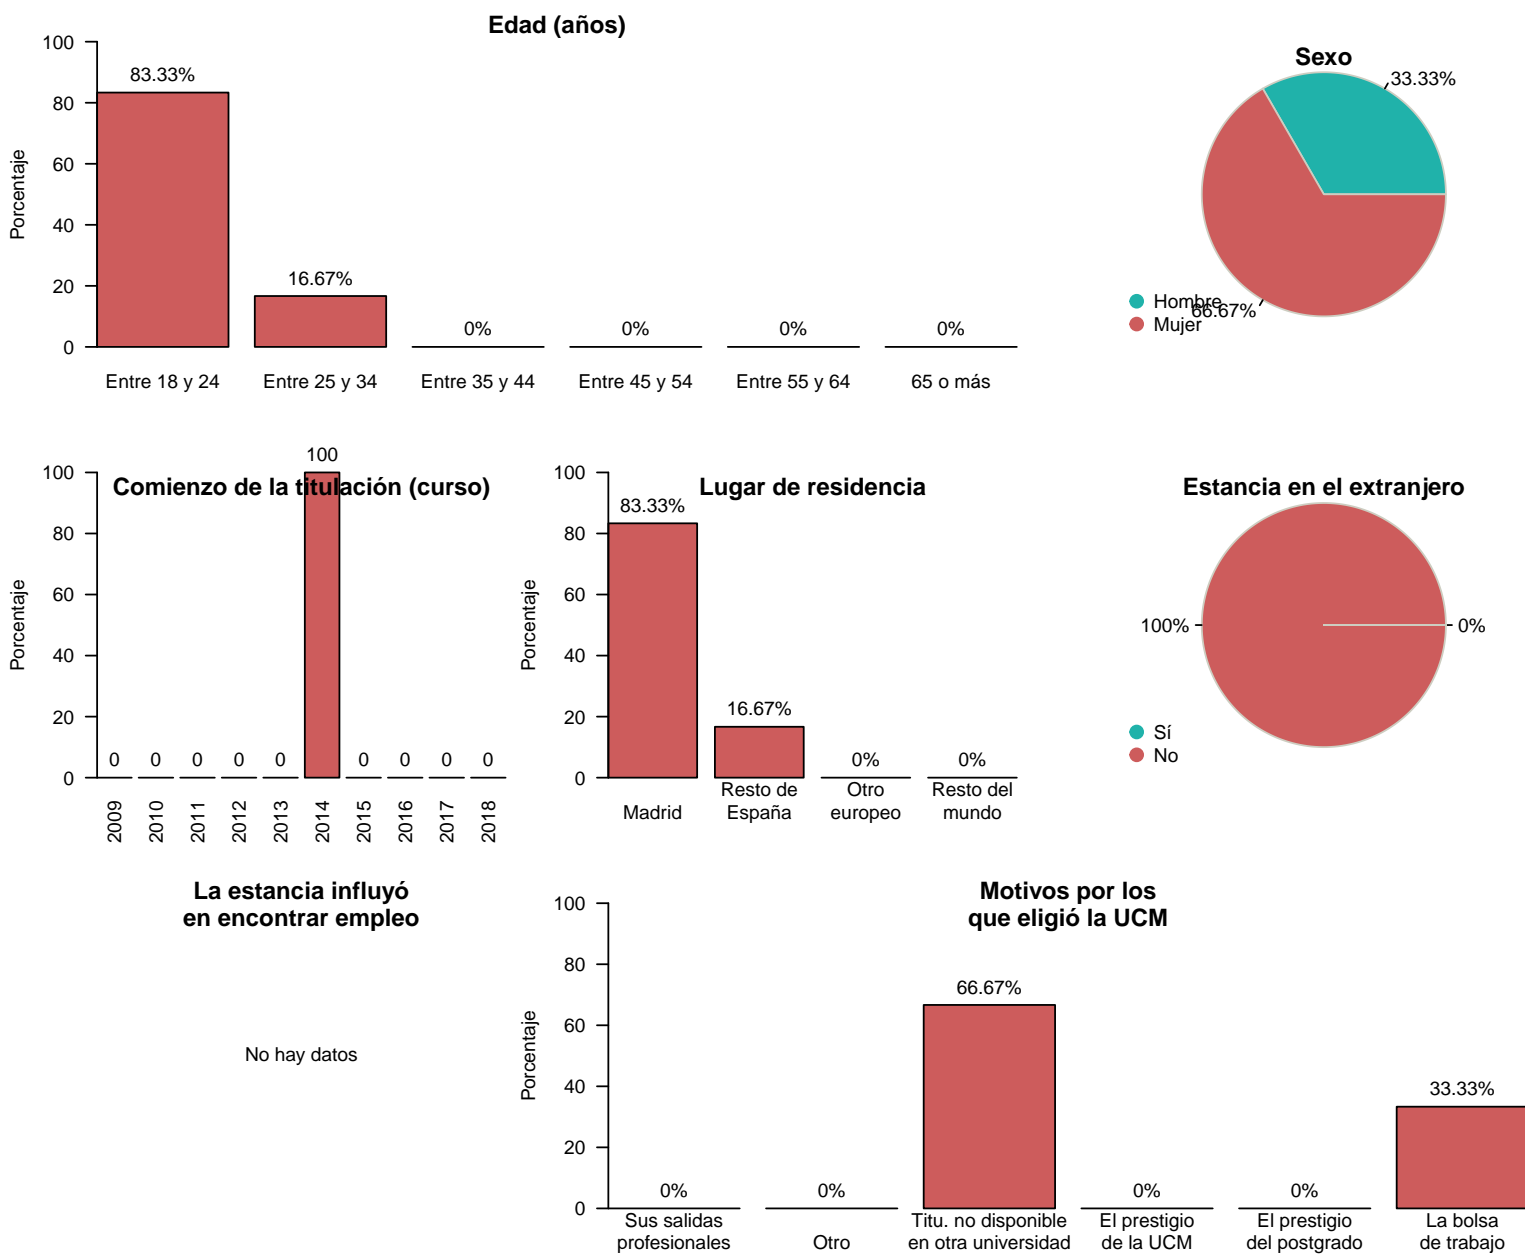 Edad (años)
Porcentaje
100
80
60
40
20
0
83.33%
16.67%
0%
0%
0%
0%
Entre 18 y 24
Entre 25 y 34
Entre 35 y 44
Entre 45 y 54
Entre 55 y 64
65 o más
Sexo
33.33%
66.67%
Hombre
Mujer
Comienzo de la titulación (curso)
Porcentaje
100
80
60
40
20
0
0
0
0
0
0
100
0
0
0
0
2009
2010
2011
2012
2013
2014
2015
2016
2017
2018
Lugar de residencia
Porcentaje
100
80
60
40
20
0
83.33%
16.67%
0%
0%
Madrid
Resto de
España
Otro
europeo
Resto del
mundo
Estancia en el extranjero
100%
0%
Sí
No
La estancia influyó
en encontrar empleo
No hay datos
Motivos por los
que eligió la UCM
Porcentaje
100
80
60
40
20
0
0%
0%
66.67%
0%
0%
33.33%
Sus salidas
profesionales
Otro
Titu. no disponible
en otra universidad
El prestigio
de la UCM
El prestigio
del postgrado
La bolsa
de trabajo